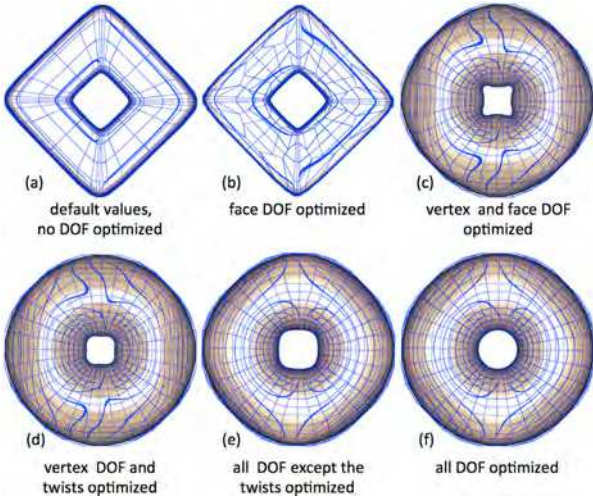 (a)
default values,
no DOF optimized
(b)
face DOF optimized
(c)
vertex and face DOF
optimized
(d)
vertex DOF and
twists optimized
(e)
all DOF except the
twists optimized
(f)
all DOF optimized